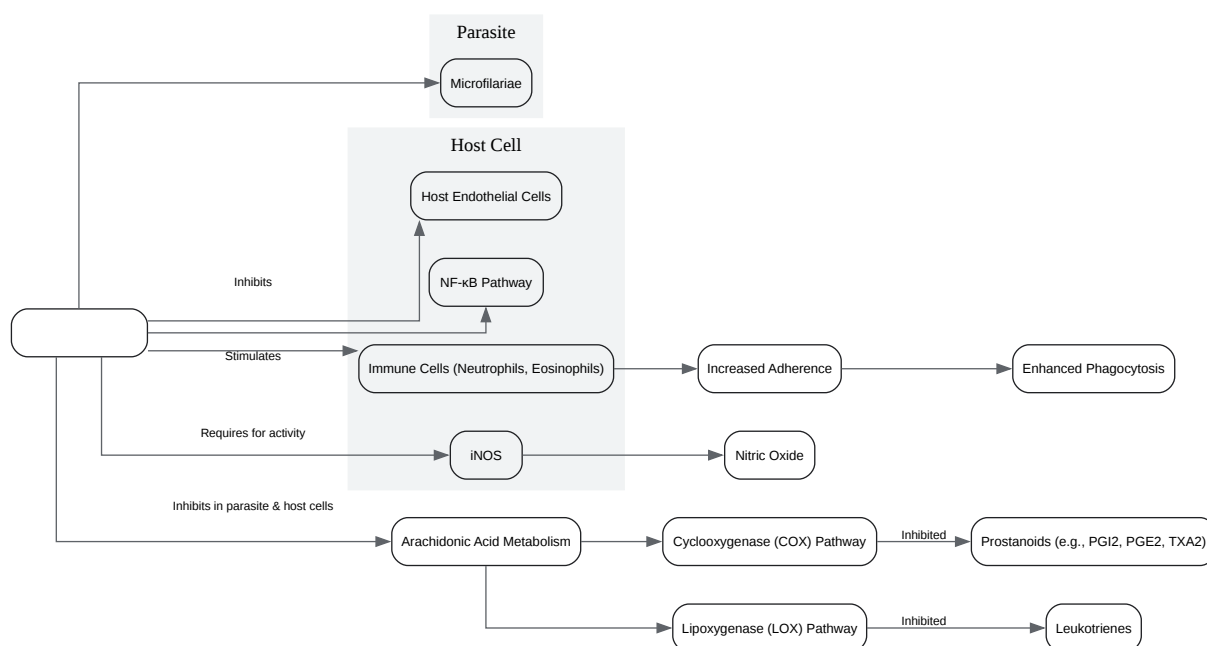 Parasite
Microfilariae
Host Cell
Host Endothelial Cells
Inhibits
NF-κB Pathway
Stimulates
Immune Cells (Neutrophils, Eosinophils)
Increased Adherence
Enhanced Phagocytosis
Requires for activity
iNOS
Nitric Oxide
Inhibits in parasite & host cells
Arachidonic Acid Metabolism
Cyclooxygenase (COX) Pathway
Inhibited
Prostanoids (e.g., PGI2, PGE2, TXA2)
Lipoxygenase (LOX) Pathway
Inhibited
Leukotrienes